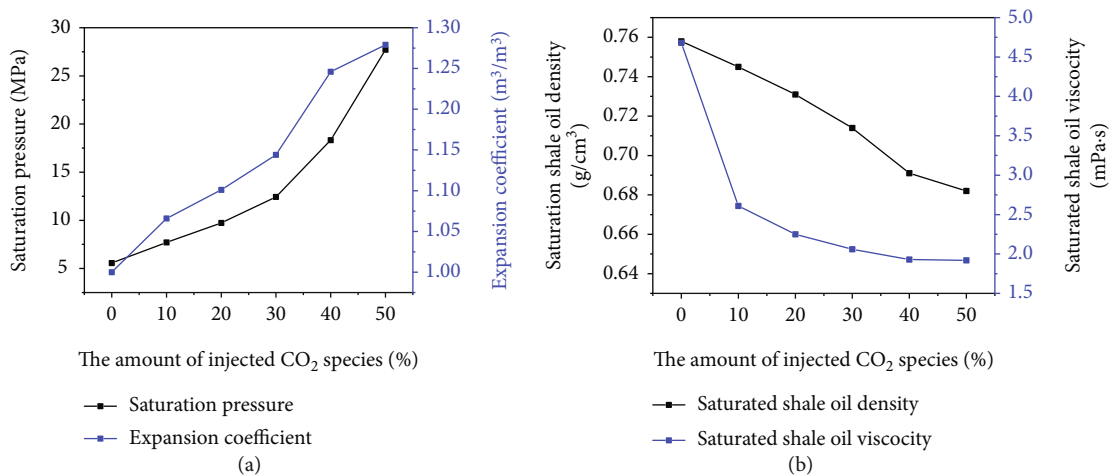 30
25
20
15
10
5
Saturation pressure (MPa)
1.30
1.25
1.20
1.15
1.10
1.05
1.00
Expansion coefficient (m³/m³)
0 10 20 30 40 50
The amount of injected CO₂ species (%)
Saturation pressure
Expansion coefficient
(a)
0.76
0.74
0.72
0.70
0.68
0.66
0.64
Saturation shale oil density
(g/cm³)
5.0
4.5
4.0
3.5
3.0
2.5
2.0
1.5
Saturated shale oil viscocity
mPa·s)
0 10 20 30 40 50
The amount of injected CO₂ species (%)
Saturated shale oil density
Saturated shale oil viscocity
(b)